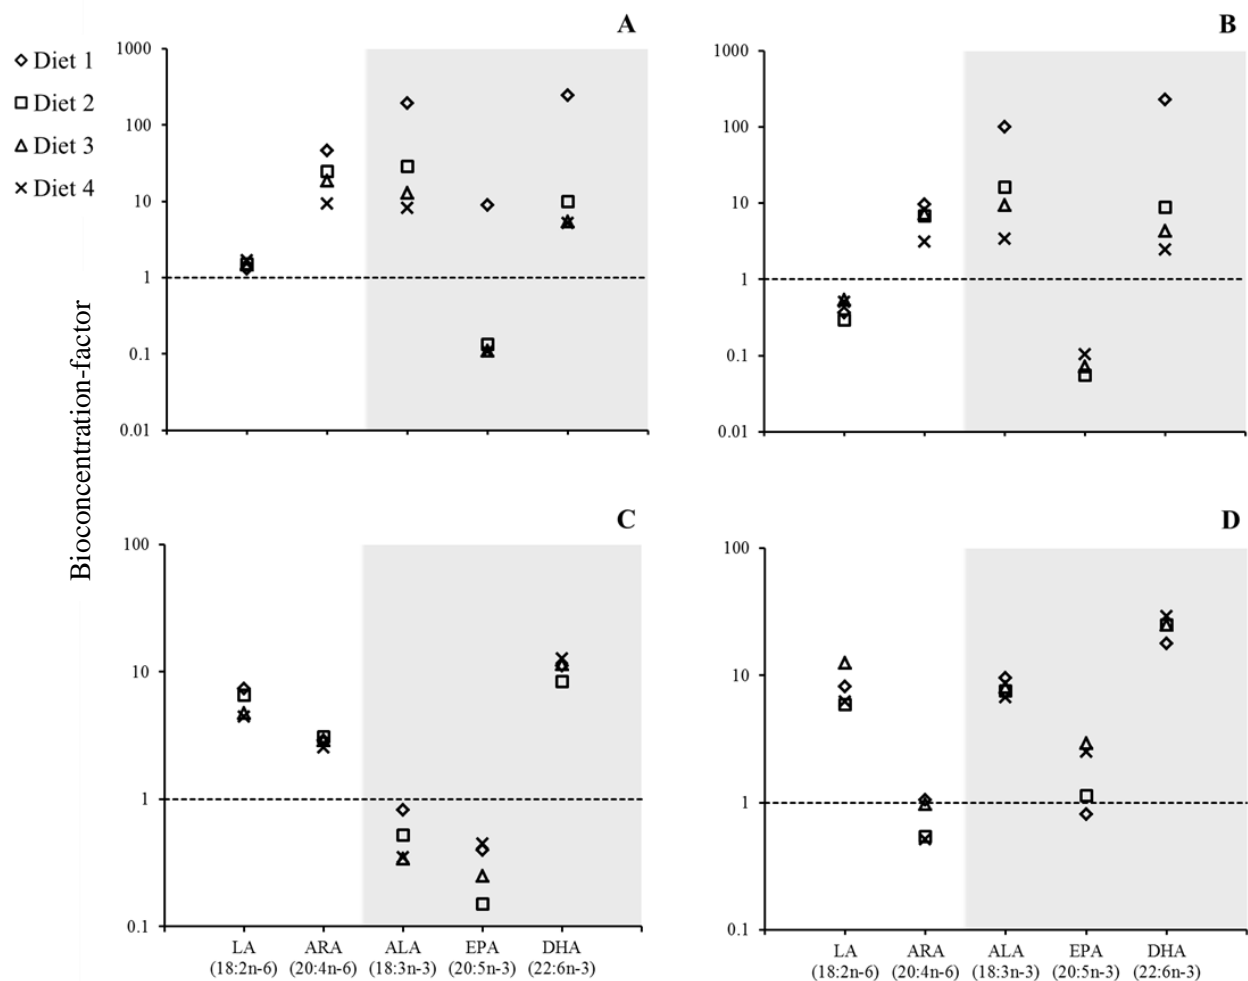 A
B
Diet 1
Diet 2
Diet 3
Diet 4
1000
100
10
1
0.1
0.01
1000
100
10
1
0.1
0.01
Bioconcentration-factor
C
D
100
10
1
0.1
100
10
1
0.1
LA
(18:2n-6)
ARA
(20:4n-6)
ALA
(18:3n-3)
EPA
(20:5n-3)
DHA
(22:6n-3)
LA
(18:2n-6)
ARA
(20:4n-6)
ALA
(18:3n-3)
EPA
(20:5n-3)
DHA
(22:6n-3)